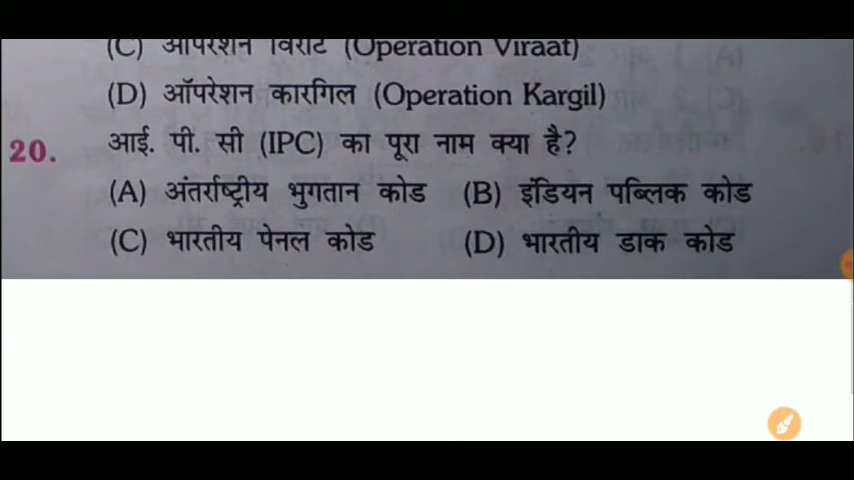 (C) ऑपरेशन विराट (Operation Viraat)
(D) ऑपरेशन कारगिल (Operation Kargil)
20. आई. पी. सी (IPC) का पूरा नाम क्या है?
(A) अंतर्राष्ट्रीय भुगतान कोड (B) इंडियन पब्लिक कोड
(C) भारतीय पेनल कोड (D) भारतीय डाक कोड